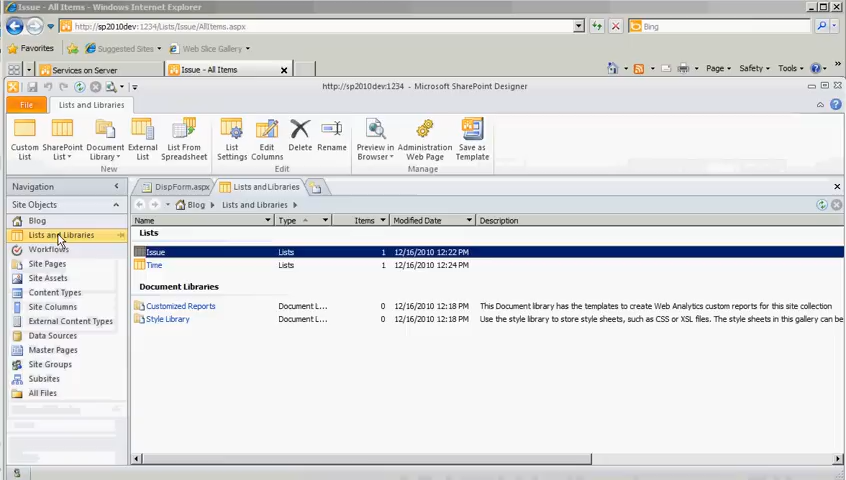 Issue - All Items - Windows Internet Explorer
http://sp2010dev:1234/Lists/Issue/AllItems.aspx
Bing
Favorites
Suggested Sites
Web Slice Gallery
Services on Server
Issue - All Items
Page
Safety
Tools
http://sp2010dev:1234 - Microsoft SharePoint Designer
File
Lists and Libraries
Custom List
SharePoint List
Document Library
External List
List From Spreadsheet
List Settings
Edit Columns
Delete
Rename
Preview in Browser
Administration Web Page
Save as Template
New
Edit
Manage
Navigation
DispForm.aspx
Lists and Libraries
Site Objects
Blog
Lists and Libraries
Workflows
Site Pages
Site Assets
Content Types
Site Columns
External Content Types
Data Sources
Master Pages
Site Groups
Subsites
All Files
Blog
Lists and Libraries
Name Type Items Modified Date Description
Lists
Issue Lists 1 12/16/2010 12:22 PM
Time Lists 1 12/16/2010 12:24 PM
Document Libraries
Customized Reports Document L... 0 12/16/2010 12:18 PM This Document library has the templates to create Web Analytics custom reports for this site collection
Style Library Document L... 0 12/16/2010 12:18 PM Use the style library to store style sheets, such as CSS or XSL files. The style sheets in this gallery can be